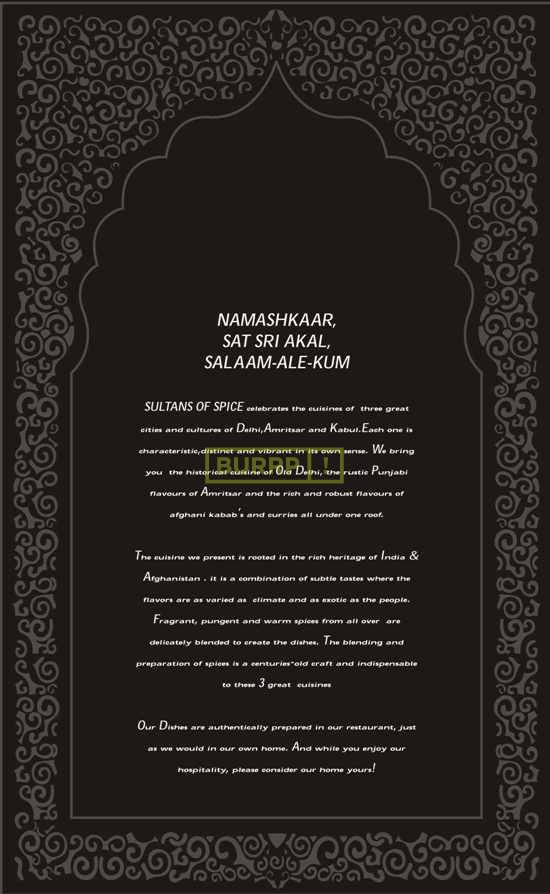 NAMASHKAAR,
SAT SRI AKAL,
SALAAM-ALE-KUM
SULTANS OF SPICE celebrates the cuisines of three great
cities and cultures of Delhi,Amritsar and Kabul.Each one is
characteristic,distinct and vibrant in its own sense. We bring
you the historical cuisine of Old Delhi, the rustic Punjabi
BURRP!
flavours of Amritsar and the rich and robust flavours of
afghani kabab's and curries all under one roof.
The cuisine we present is rooted in the rich heritage of India &
Afghanistan . it is a combination of subtle tastes where the
flavors are as varied as climate and as exotic as the people.
Fragrant, pungent and warm spices from all over are
delicately blended to create the dishes. The blending and
preparation of spices is a centuries-old craft and indispensable
to these 3 great cuisines
Our Dishes are authentically prepared in our restaurant, just
as we would in our own home. And while you enjoy our
hospitality, please consider our home yours!